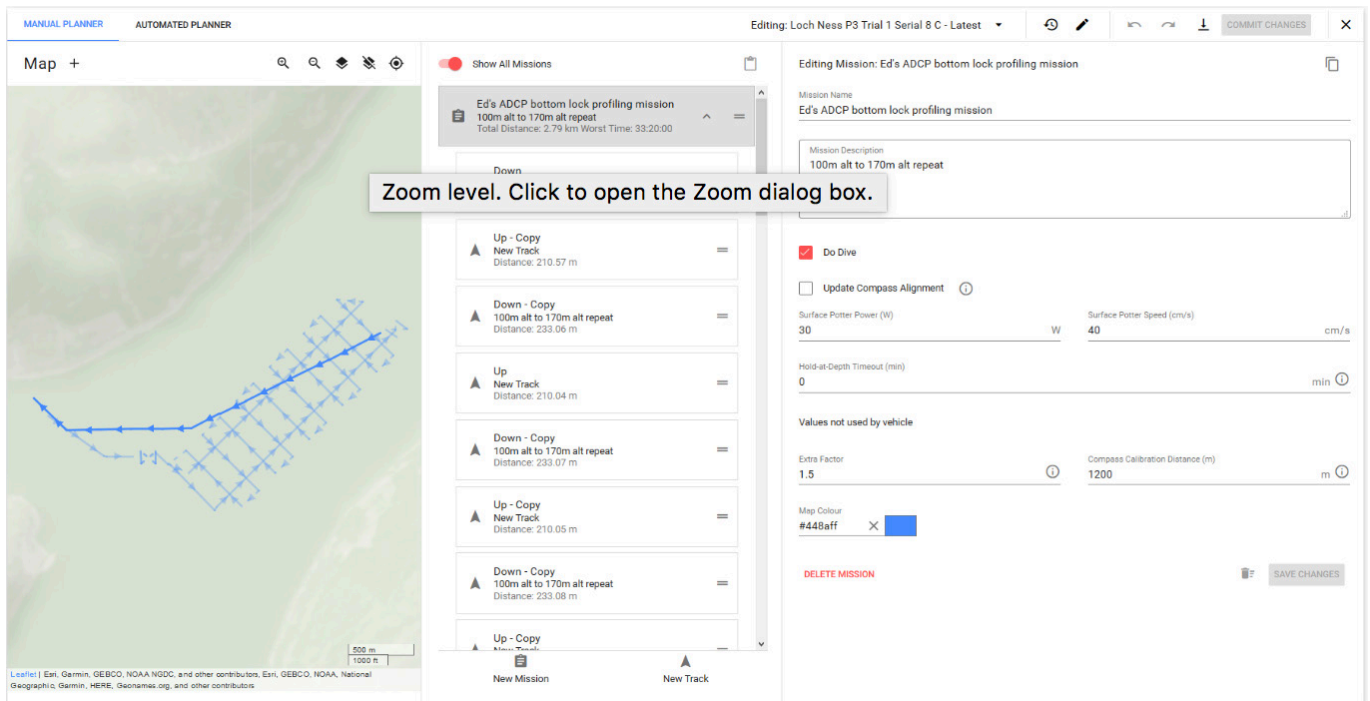 MANUAL PLANNER
AUTOMATED PLANNER
Editing: Loch Ness P3 Trial 1 Serial 8 C - Latest
COMMIT CHANGES
Map
Show All Missions
Ed's ADCP bottom lock profiling mission
100m alt to 170m alt repeat
Total Distance: 2.79 km Worst Time: 33:20:00
Down
Zoom level. Click to open the Zoom dialog box.
Up - Copy
New Track
Distance: 210.57 m
Down - Copy
100m alt to 170m alt repeat
Distance: 233.06 m
Up
New Track
Distance: 210.04 m
Down - Copy
100m alt to 170m alt repeat
Distance: 233.07 m
Up - Copy
New Track
Distance: 210.05 m
Down - Copy
100m alt to 170m alt repeat
Distance: 233.08 m
Up - Copy
New Track
New Mission
New Track
500 m
1000 ft
Leaflet | Esri, Garmin, GEBCO, NOAA NGDC, and other contributors, Esri, GEBCO, NOAA, National
Geographic, Garmin, HERE, Geonames.org, and other contributors
Editing Mission: Ed's ADCP bottom lock profiling mission
Mission Name
Ed's ADCP bottom lock profiling mission
Mission Description
100m alt to 170m alt repeat
Do Dive
Update Compass Alignment
Surface Potter Power (W)
30 W
Surface Potter Speed (cm/s)
40 cm/s
Hold-at-Depth Timeout (min)
0 min
Values not used by vehicle
Extra Factor
1.5
Compass Calibration Distance (m)
1200 m
Map Colour
#448aff
DELETE MISSION
SAVE CHANGES